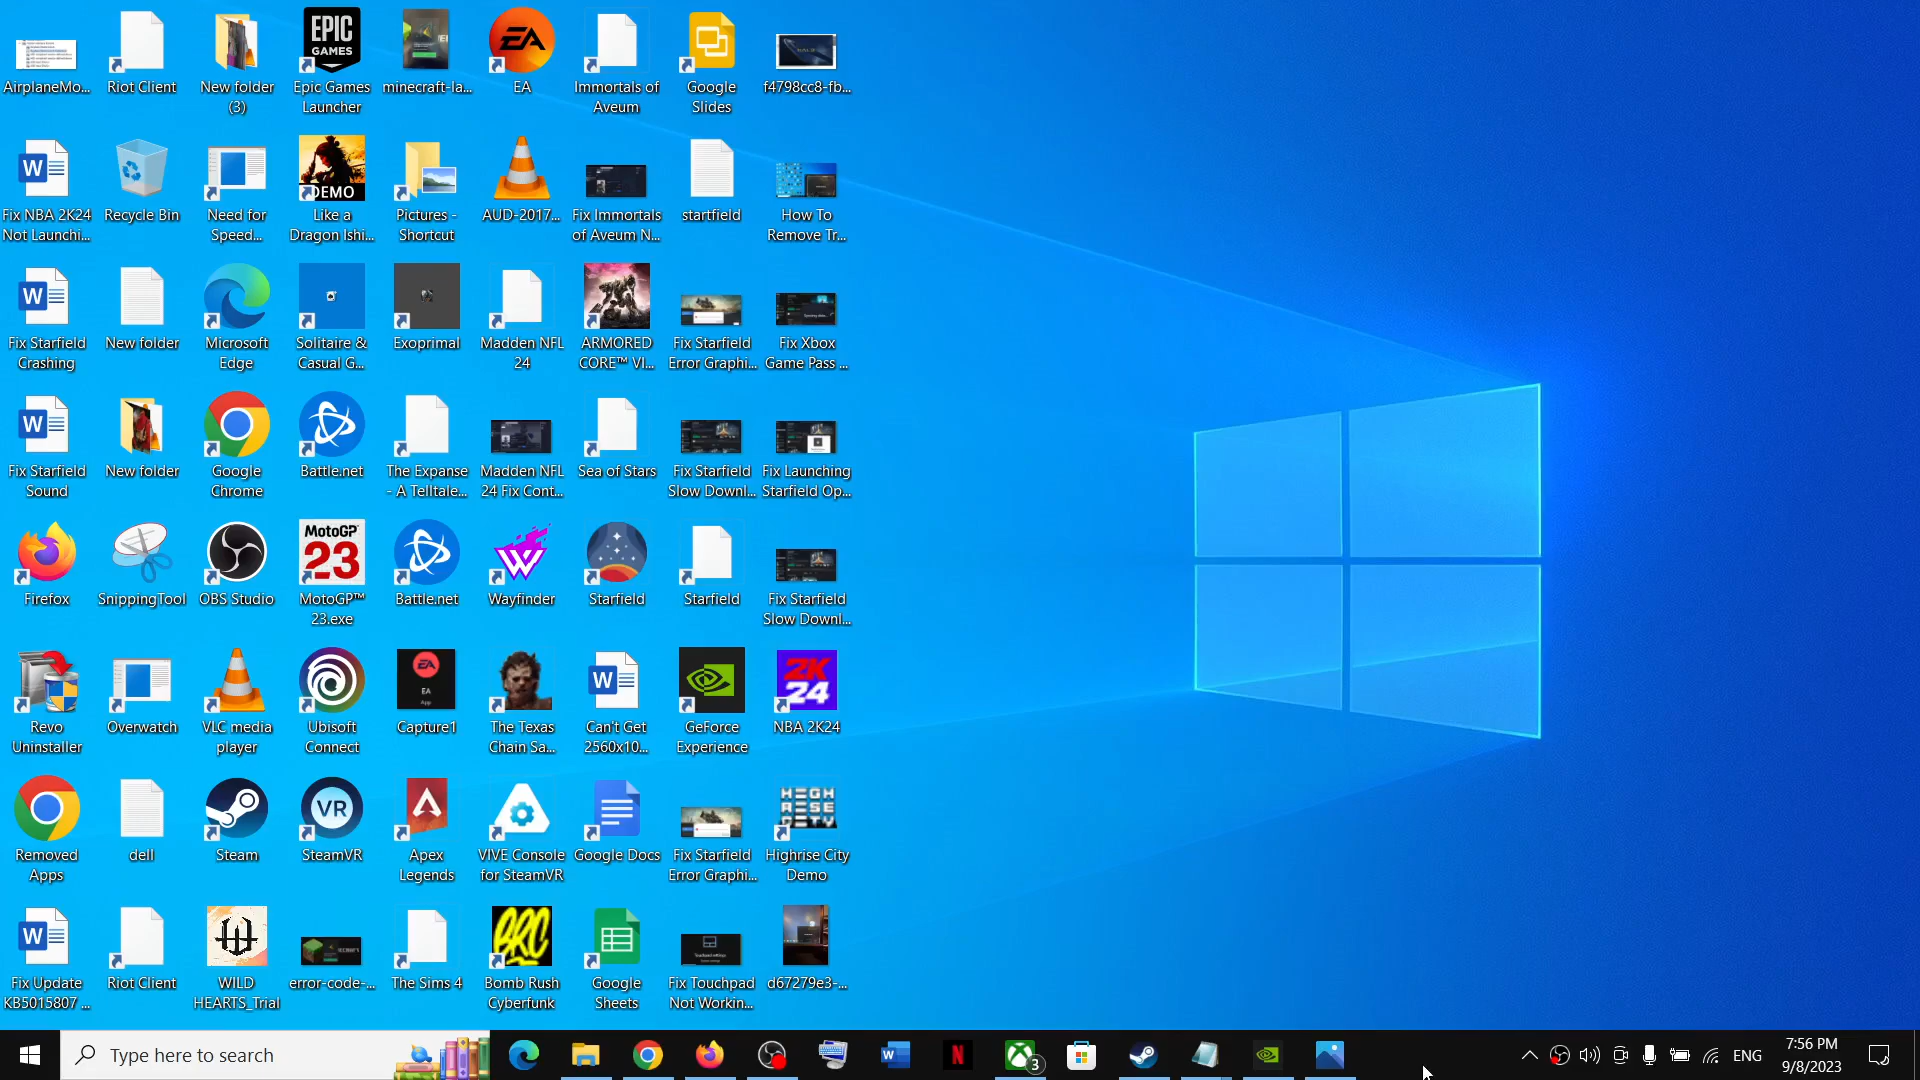 AirplaneMo...
Riot Client
New folder
(3)
EPIC
GAMES
Epic Games
Launcher
minecraft-la...
EA
EA
Immortals of
Aveum
Google
Slides
f4798cc8-fb...
W
Fix NBA 2K24
Not Launchi...
Recycle Bin
Need for
Speed...
DEMO
Like a
Dragon Ishi...
Pictures -
Shortcut
AUD-2017...
Fix Immortals
of Aveum N...
startfield
How To
Remove Tr...
W
Fix Starfield
Crashing
New folder
Microsoft
Edge
Solitaire &
Casual G...
Exoprimal
Madden NFL
24
ARMORED
CORE™ VI...
Fix Starfield
Error Graphi...
Fix Xbox
Game Pass ...
W
Fix Starfield
Sound
New folder
Google
Chrome
Battle.net
The Expanse
- A Telltale...
Madden NFL
24 Fix Cont...
Sea of Stars
Fix Starfield
Slow Downl...
Fix Launching
Starfield Op...
Firefox
SnippingTool
OBS Studio
MotoGP™
23
MotoGP™
23.exe
Battle.net
W
Wayfinder
Starfield
Starfield
Fix Starfield
Slow Downl...
Revo
Uninstaller
Overwatch
VLC media
player
Ubisoft
Connect
EA
EA
App
Capture1
The Texas
Chain Sa...
W
Can't Get
2560x10...
GeForce
Experience
2K
24
NBA 2K24
Removed
Apps
dell
Steam
VR
SteamVR
Apex
Legends
VIVE Console
for SteamVR
Google Docs
Fix Starfield
Error Graphi...
HIGH
RISE
CITY
Highrise City
Demo
W
Fix Update
KB5015807 ...
Riot Client
WILD
HEARTS_Trial
error-code-...
The Sims 4
BRC
Bomb Rush
Cyberfunk
Google
Sheets
Fix Touchpad
Not Workin...
d67279e3-...
Type here to search
W
N
3
ENG
7:56 PM
9/8/2023